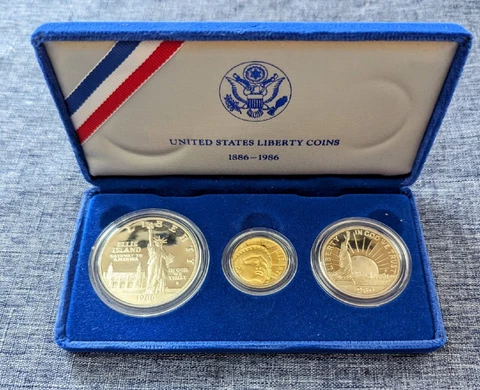 UNITED STATES LIBERTY COINS
1886-1986
LIBERTY
ELLIS
ISLAND
GATEWAY TO
AMERICA
IN GOD
WE
TRUST
1986
LIBERTY
IN GOD WE TRUST